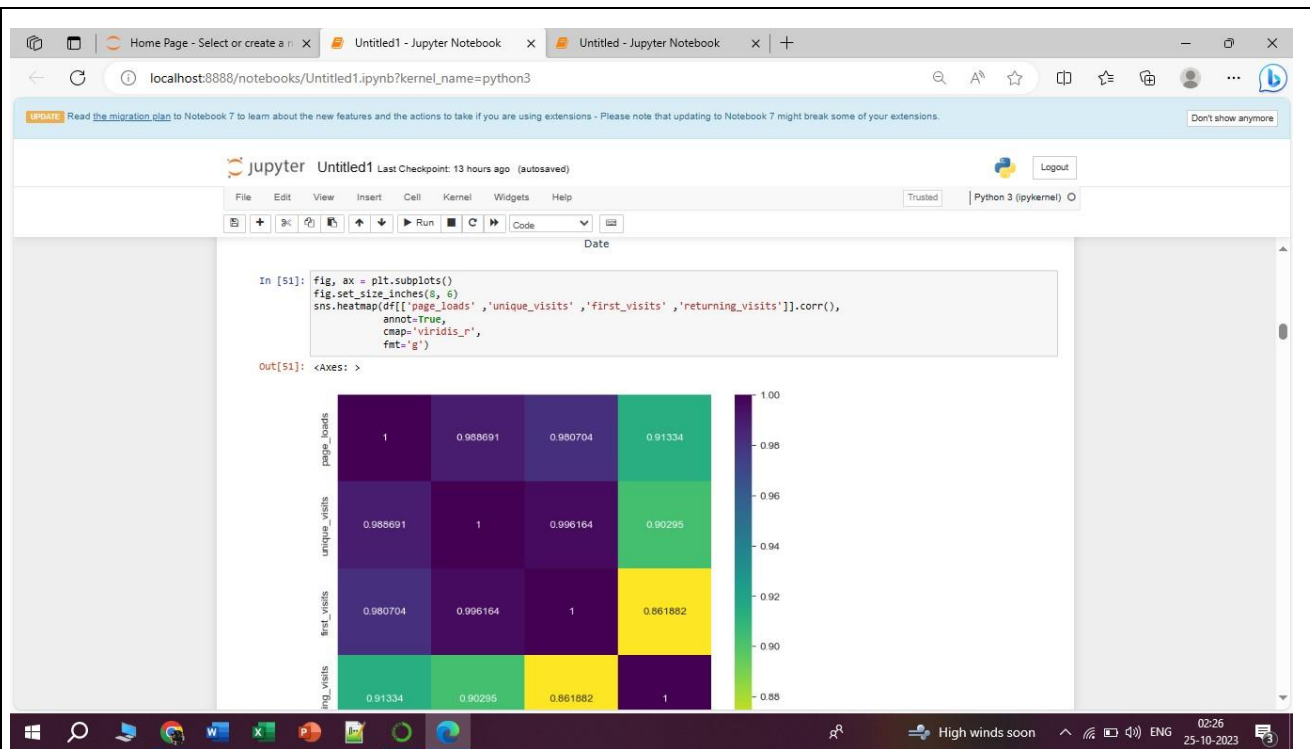 Home Page - Select or create a n
Untitled1 - Jupyter Notebook
Untitled - Jupyter Notebook
localhost:8888/notebooks/Untitled1.ipynb?kernel_name=python3
UPDATE Read the migration plan to Notebook 7 to learn about the new features and the actions to take if you are using extensions - Please note that updating to Notebook 7 might break some of your extensions.
Don't show anymore
jupyter Untitled1 Last Checkpoint: 13 hours ago (autosaved)
Logout
File Edit View Insert Cell Kernel Widgets Help
Trusted Python 3 (ipykernel)
Run Code
Date
In [51]: fig, ax = plt.subplots()
fig.set_size_inches(8, 6)
sns.heatmap(df[['page_loads' ,'unique_visits' ,'first_visits' ,'returning_visits']].corr(),
annot=True,
cmap='viridis_r',
fmt='g')
Out[51]: <Axes: >
page_loads 1 0.988691 0.980704 0.91334
unique_visits 0.988691 1 0.996164 0.90295
first_visits 0.980704 0.996164 1 0.861882
ing_visits 0.91334 0.90295 0.861882 1
1.00
0.98
0.96
0.94
0.92
0.90
0.88
High winds soon
ENG
02:26
25-10-2023
3